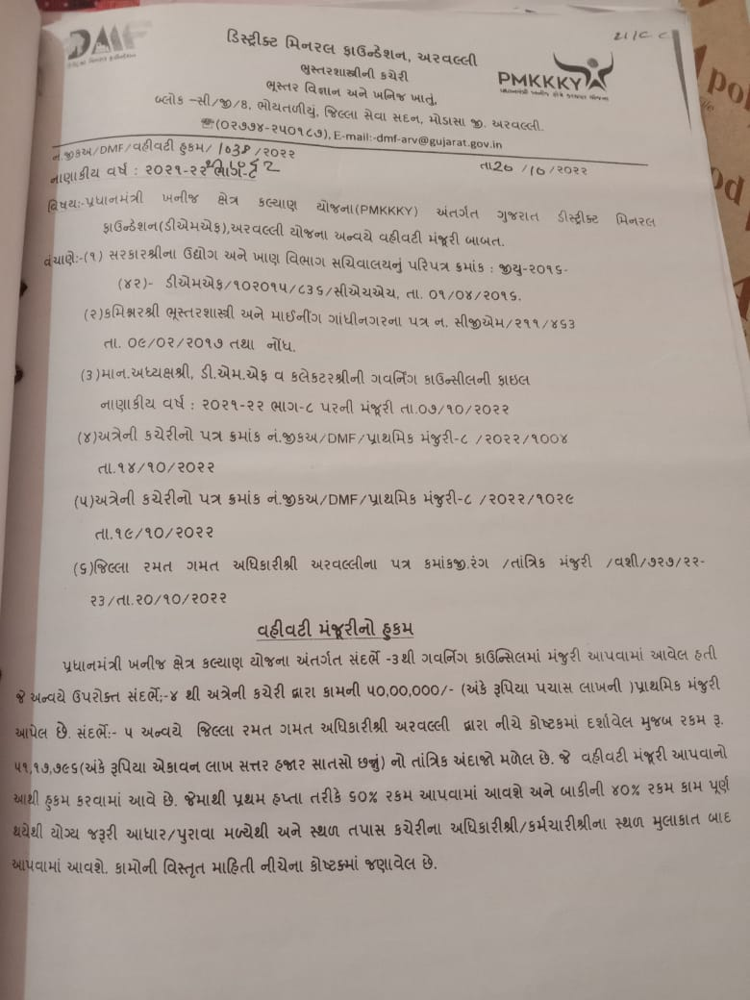 DMF
21/C C
ડિસ્ટ્રીક્ટ મિનરલ ફાઉન્ડેશન, અરવલ્લી
ભુસ્તરશાસ્ત્રીની કચેરી
ભૂસ્તર વિજ્ઞાન અને ખનિજ ખાતું,
PMKKKY
બ્લોક –સી/જી/8, ભોયતળીયું, જિલ્લા સેવા સદન, મોડાસા જી. અરવલ્લી.
☎(૦૨૭૭૪-૨૫૦૧૮૭), E-mail:-dmf-arv@gujarat.gov.in
નં.જીકઅ/DMF/વહીવટી હુકમ/1038/૨૦૨૨
તા20/10/૨૦૨૨
નાણાકીય વર્ષ : ૨૦૨૧-૨૨
વિષય:-પ્રધાનમંત્રી ખનીજ ક્ષેત્ર કલ્યાણ યોજના(PMKKKY) અંતર્ગત ગુજરાત ડીસ્ટ્રીક્ટ મિનરલ
ફાઉન્ડેશન(ડીએમએફ),અરવલ્લી યોજના અન્વયે વહીવટી મંજૂરી બાબત.
વંચાણે:-(૧) સરકારશ્રીના ઉદ્યોગ અને ખાણ વિભાગ સચિવાલયનું પરિપત્ર ક્રમાંક : જીયુ-૨૦૧૬-
(૪૨)- ડીએમએફ/૧૦૨૦૧૫/૮૩૬/સીએચએચ, તા. ૦૧/૦૪/૨૦૧૬.
(૨)કમિશ્નરશ્રી ભૂસ્તરશાસ્ત્રી અને માઈનીંગ ગાંધીનગરના પત્ર ન. સીજીએમ/૨૧૧/૪૬૩
તા. ૦૯/૦૨/૨૦૧૭ તથા નોંધ.
(૩)માન.અધ્યક્ષશ્રી, ડી.એમ.એફ વ કલેકટરશ્રીની ગવર્નિંગ કાઉન્સીલની ફાઇલ
નાણાકીય વર્ષ : ૨૦૨૧-૨૨ ભાગ-૮ પરની મંજૂરી તા.૦૭/૧૦/૨૦૨૨
(૪)અત્રેની કચેરીનો પત્ર ક્રમાંક નં.જીકઅ/DMF/પ્રાથમિક મંજુરી-૮ /૨૦૨૨/૧૦૦૪
તા.૧૪/૧૦/૨૦૨૨
(૫)અત્રેની કચેરીનો પત્ર ક્રમાંક નં.જીકઅ/DMF/પ્રાથમિક મંજુરી-૮ /૨૦૨૨/૧૦૨૯
તા.૧૯/૧૦/૨૦૨૨
(૬)જિલ્લા રમત ગમત અધિકારીશ્રી અરવલ્લીના પત્ર કમાંકજી.રંગ /તાંત્રિક મંજુરી /વશી/૭૨૭/૨૨-
૨૩/તા.૨૦/૧૦/૨૦૨૨
વહીવટી મંજૂરીનો હુકમ
પ્રધાનમંત્રી ખનીજ ક્ષેત્ર કલ્યાણ યોજના અંતર્ગત સંદર્ભે -૩થી ગવર્નિંગ કાઉન્સિલમાં મંજુરી આપવામાં આવેલ હતી
જે અન્વયે ઉપરોક્ત સંદર્ભે;-૪ થી અત્રેની કચેરી દ્વારા કામની ૫૦,૦૦,૦૦૦/- (અંકે રૂપિયા પચાસ લાખની )પ્રાથમિક મંજુરી
આપેલ છે. સંદર્ભે:- ૫ અન્વયે જિલ્લા રમત ગમત અધિકારીશ્રી અરવલ્લી દ્વારા નીચે કોષ્ટકમાં દર્શાવેલ મુજબ રકમ રૂ.
૫૧,૧૭,૭૯૬(અંકે રૂપિયા એકાવન લાખ સત્તર હજાર સાતસો છન્નું) નો તાંત્રિક અંદાજો મળેલ છે. જે વહીવટી મંજૂરી આપવાનો
આથી હુકમ કરવામાં આવે છે. જેમાથી પ્રથમ હપ્તા તરીકે ૬૦% રકમ આપવામાં આવશે અને બાકીની ૪૦% રકમ કામ પૂર્ણ
થયેથી યોગ્ય જરૂરી આધાર/પુરાવા મળ્યેથી અને સ્થળ તપાસ કચેરીના અધિકારીશ્રી/કર્મચારીશ્રીના સ્થળ મુલાકાત બાદ
આપવામાં આવશે. કામોની વિસ્તૃત માહિતી નીચેના કોષ્ટકમાં જણાવેલ છે.